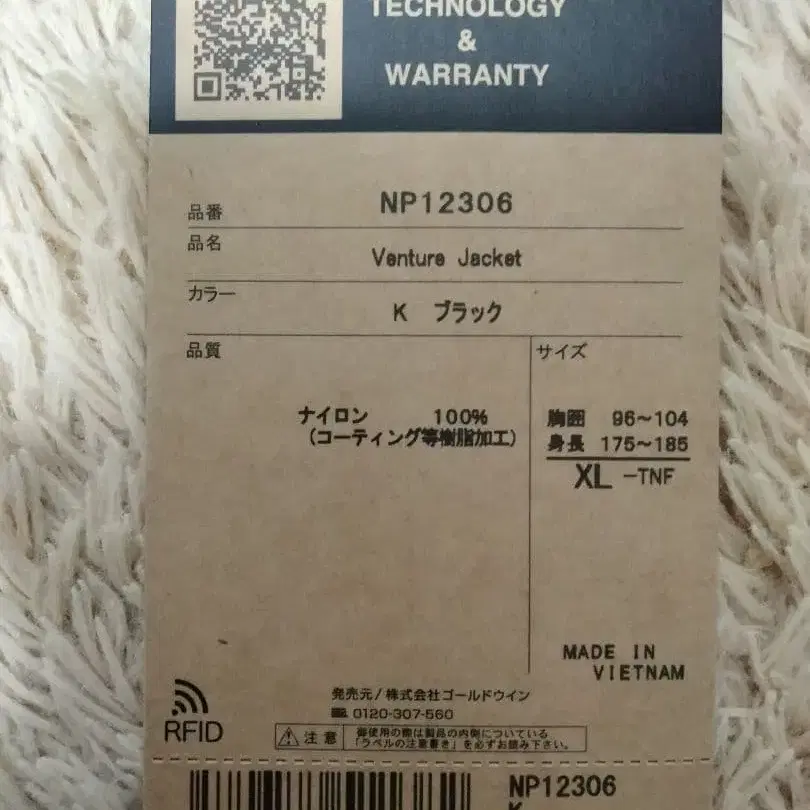 TECHNOLOGY
&
WARRANTY
品番 NP12306
品名 Venture Jacket
カラー K ブラック
品質
ナイロン 100%
(コーティング等樹脂加工)
サイズ
胸囲 96~104
身長 175~185
XL -TNF
MADE IN
VIETNAM
RFID
発売元/株式会社ゴールドウイン
0120-307-560
注意
御使用の際は製品の内側についている
「ラベルの注意書き」を必ずお読み下さい。
NP12306
K